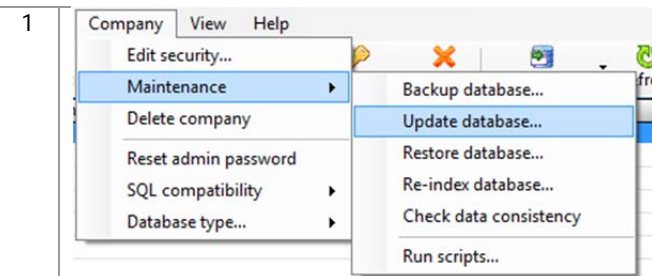 1
Company View Help
Edit security...
Maintenance
Delete company
Reset admin password
SQL compatibility
Database type...
Backup database...
Update database...
Restore database...
Re-index database...
Check data consistency
Run scripts...